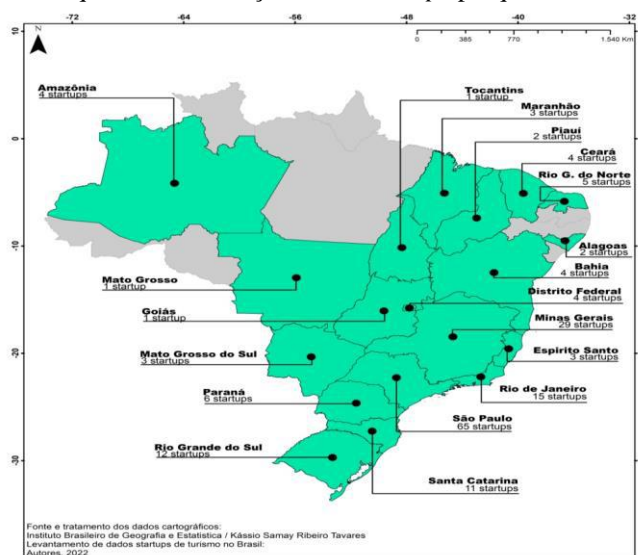 -72 -64 -56 -48 -40 -32
10
0
-10
-20
-30
N
0 385 770 1.540 Km
Amazônia
4 startups
Tocantins
1 startup
Maranhão
3 startups
Piauí
2 startups
Ceará
4 startups
Rio G. do Norte
5 startups
Alagoas
2 startups
Bahia
4 startups
Mato Grosso
1 startup
Distrito Federal
4 startups
Goiás
1 startup
Minas Gerais
29 startups
Mato Grosso do Sul
3 startups
Espirito Santo
3 startups
Paraná
6 startups
Rio de Janeiro
15 startups
São Paulo
65 startups
Rio Grande do Sul
12 startups
Santa Catarina
11 startups
Fonte e tratamento dos dados cartográficos:
Instituto Brasileiro de Geografia e Estatística / Kássio Samay Ribeiro Tavares
Levantamento de dados startups de turismo no Brasil:
Autores, 2022